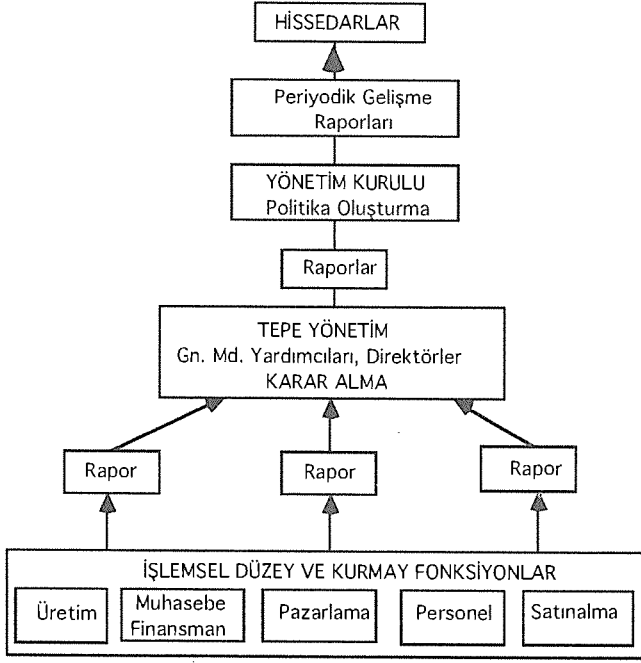 HİSSEDARLAR
Periyodik Gelişme
Raporları
YÖNETİM KURULU
Politika Oluşturma
Raporlar
TEPE YÖNETİM
Gn. Md. Yardımcıları, Direktörler
KARAR ALMA
Rapor
Rapor
Rapor
İŞLEMSEL DÜZEY VE KURMAY FONKSİYONLAR
Üretim
Muhasebe
Finansman
Pazarlama
Personel
Satınalma